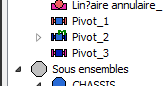 Lin?aire annulaire_
Pivot_1
Pivot_2
Pivot_3
Sous ensembles
CHASSIS